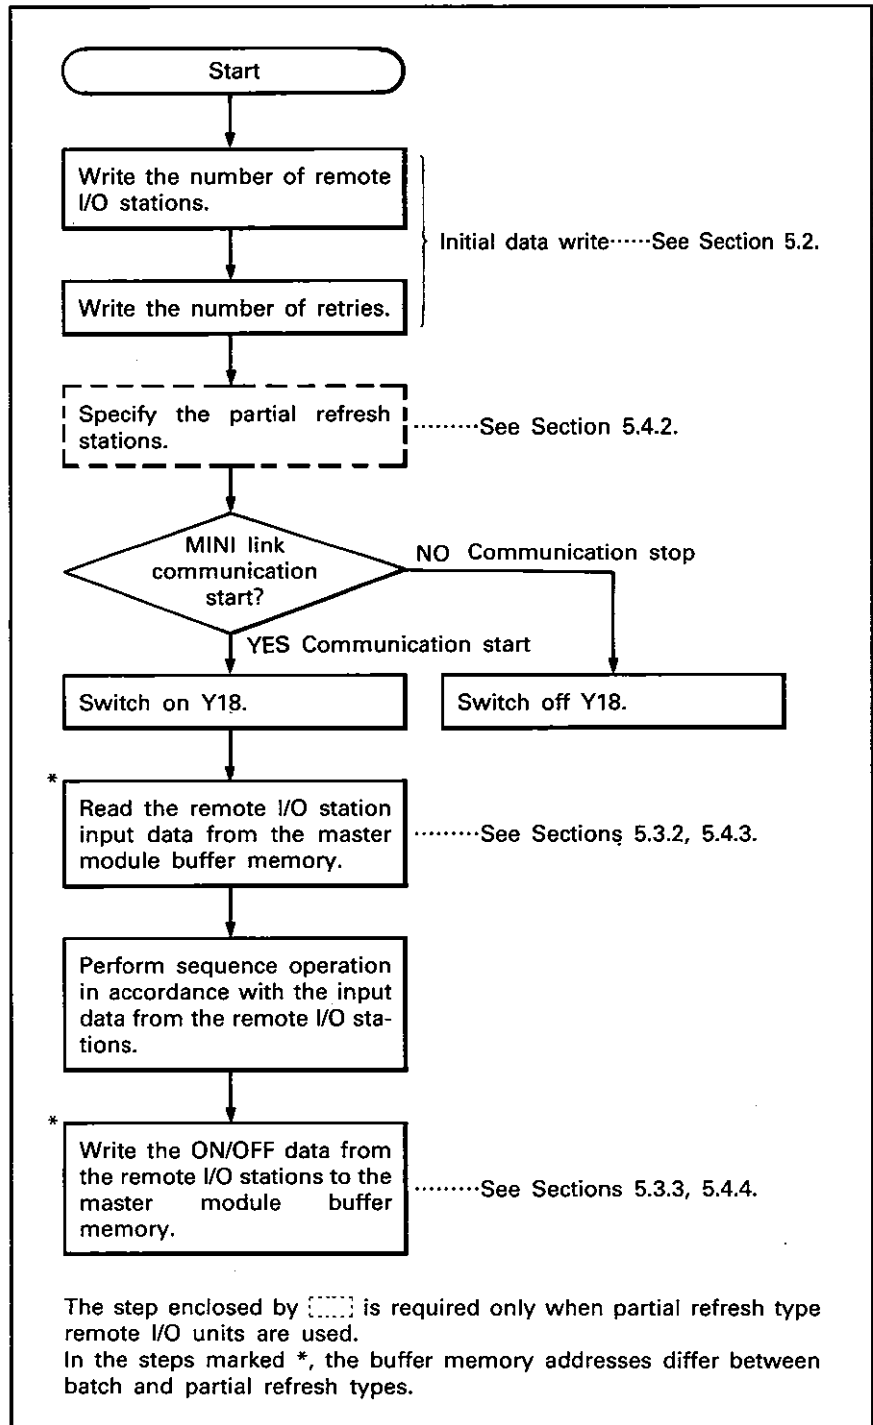 Start
Write the number of remote
I/O stations.
Initial data write······See Section 5.2.
Write the number of retries.
Specify the partial refresh
stations.
·········See Section 5.4.2.
MINI link
communication
start?
NO Communication stop
YES Communication start
Switch on Y18.
Switch off Y18.
*
Read the remote I/O station
input data from the master
module buffer memory.
·········See Sections 5.3.2, 5.4.3.
Perform sequence operation
in accordance with the input
data from the remote I/O sta-
tions.
*
Write the ON/OFF data from
the remote I/O stations to the
master module buffer
memory.
·········See Sections 5.3.3, 5.4.4.
The step enclosed by is required only when partial refresh type
remote I/O units are used.
In the steps marked *, the buffer memory addresses differ between
batch and partial refresh types.